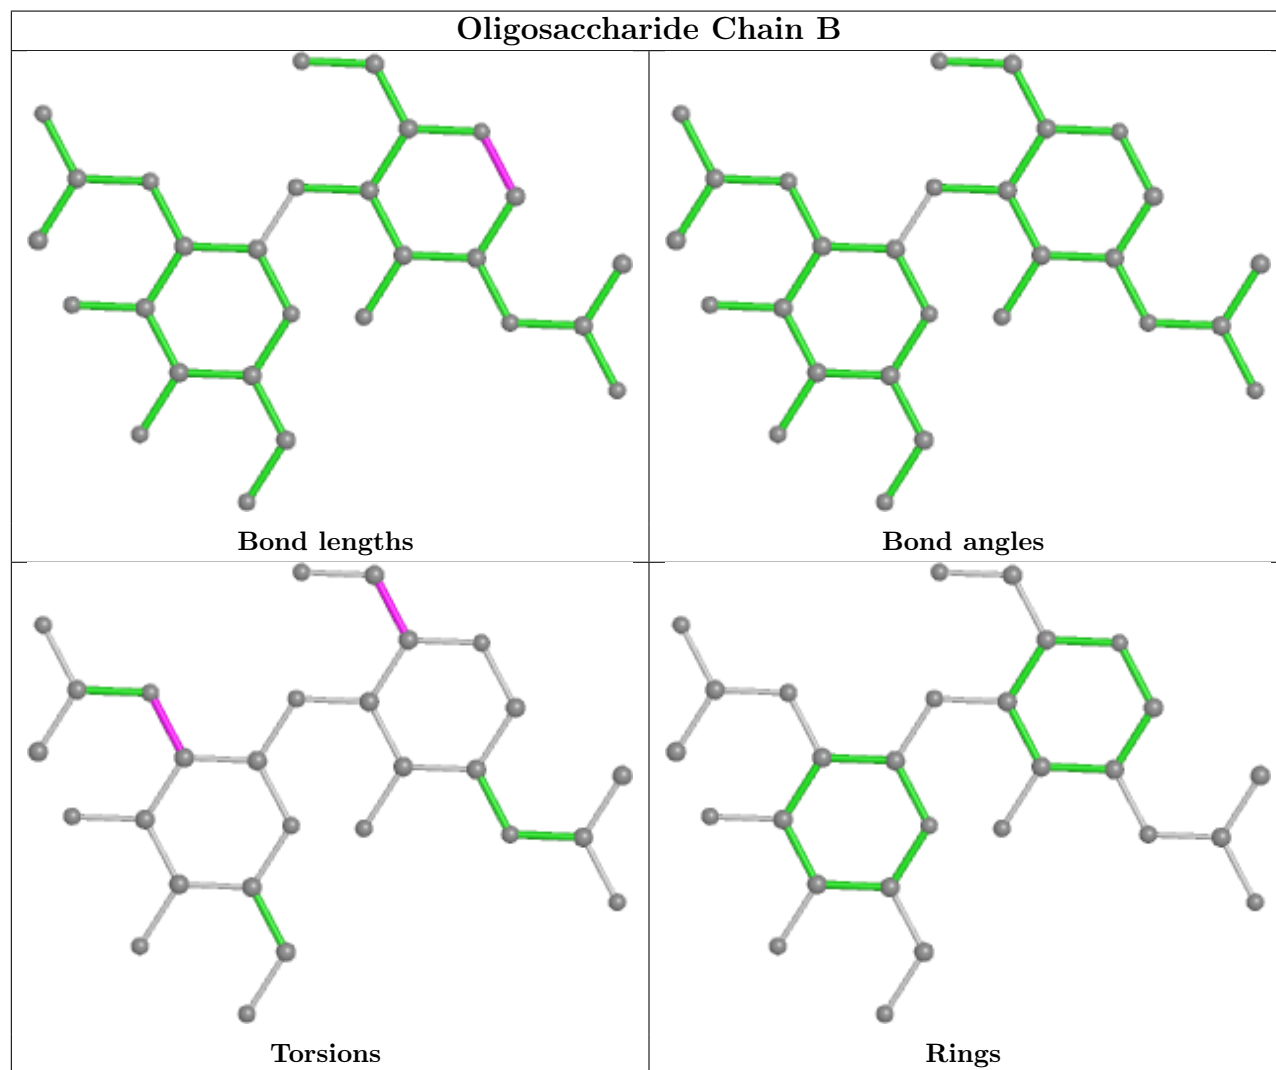 Oligosaccharide Chain B
Bond lengths
Bond angles
Torsions
Rings